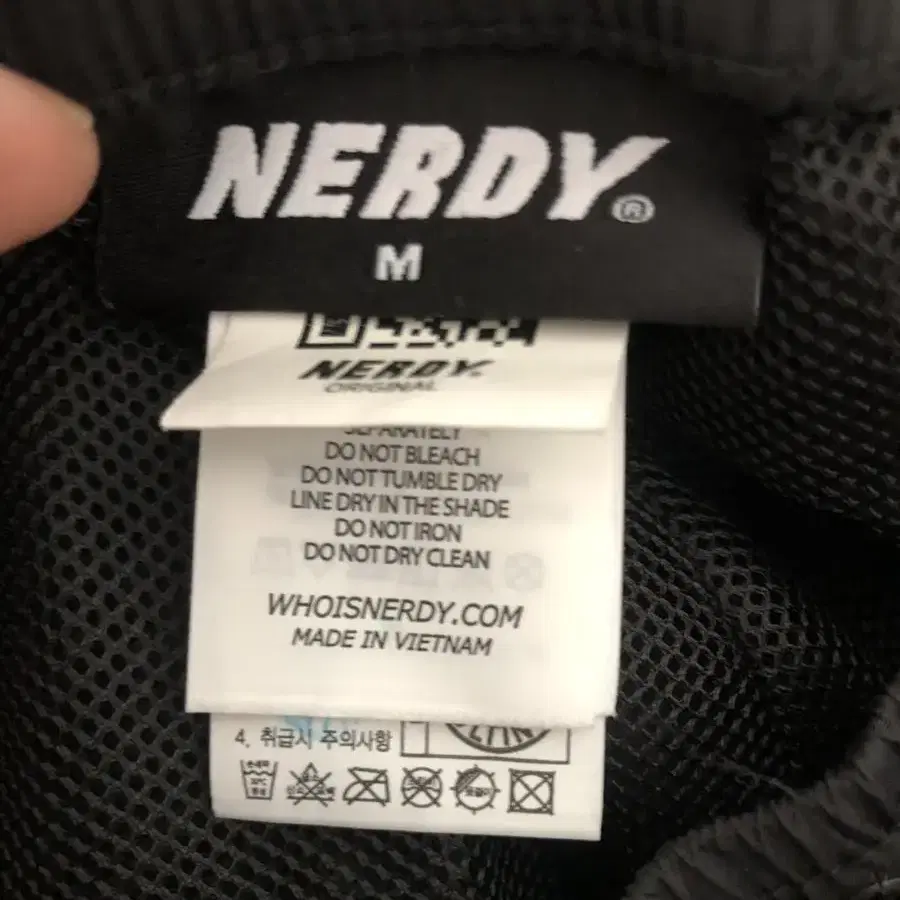 NERDY®
M
NERDY.
ORIGINAL
SEPARATELY
DO NOT BLEACH
DO NOT TUMBLE DRY
LINE DRY IN THE SHADE
DO NOT IRON
DO NOT DRY CLEAN
WHOISNERDY.COM
MADE IN VIETNAM
4. 취급시 주의사항